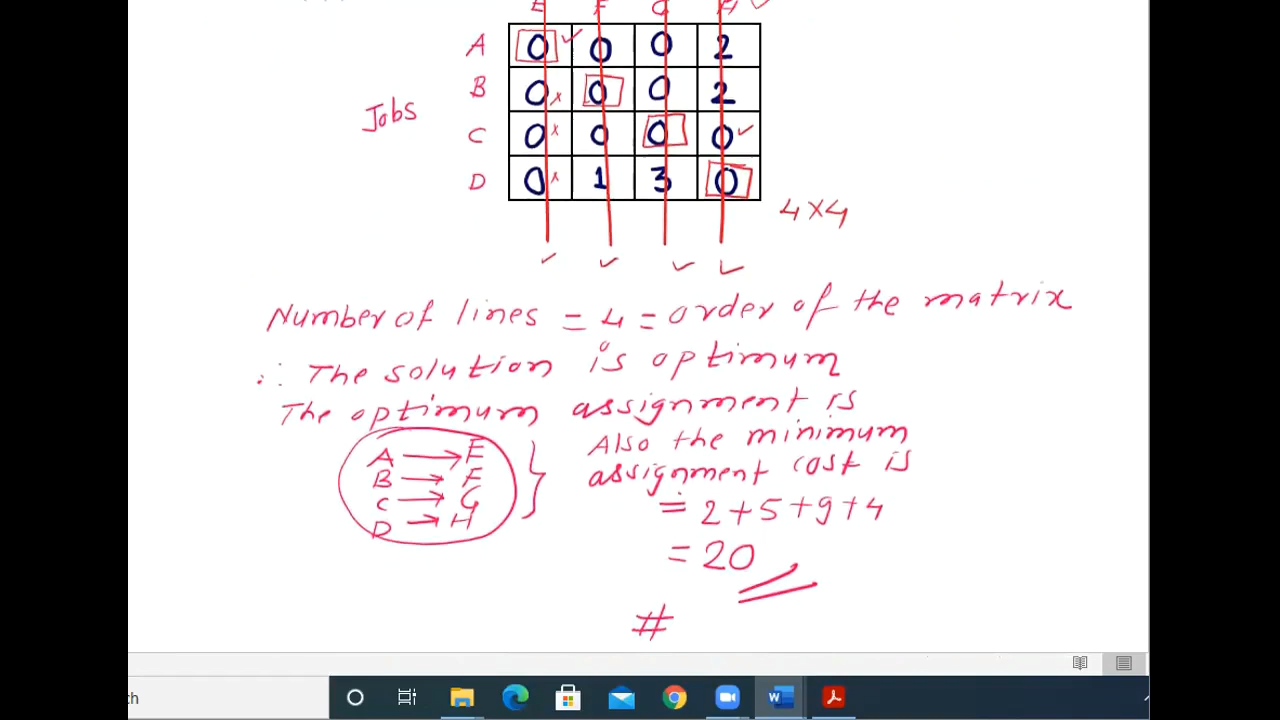 E F G H
A 0 0 0 2
B 0 0 0 2
Jobs
C 0 0 0 0
D 0 1 3 0
4×4
Number of lines = 4 = order of the matrix
∴ The solution is optimum
The optimum assignment is
A → E
B → F
C → G
D → H
Also the minimum
assignment cost is
= 2+5+9+4
= 20
#
ch